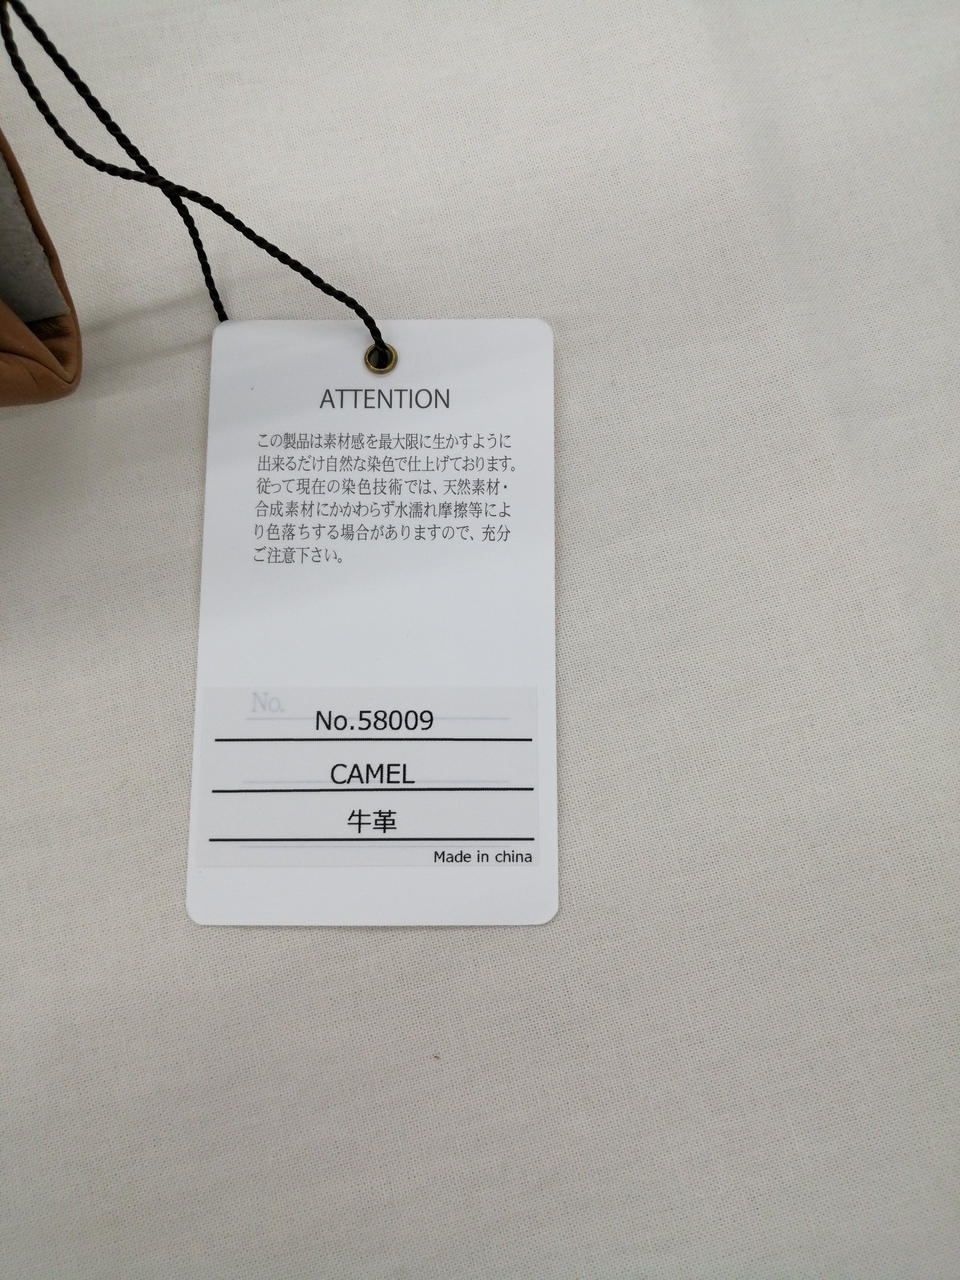 ATTENTION
この製品は素材感を最大限に生かすように
出来るだけ自然な染色で仕上げております。
従って現在の染色技術では、天然素材・
合成素材にかかわらず水濡れ摩擦等によ
り色落ちする場合がありますので、充分
ご注意下さい。
No.
No.58009
CAMEL
牛革
Made in china